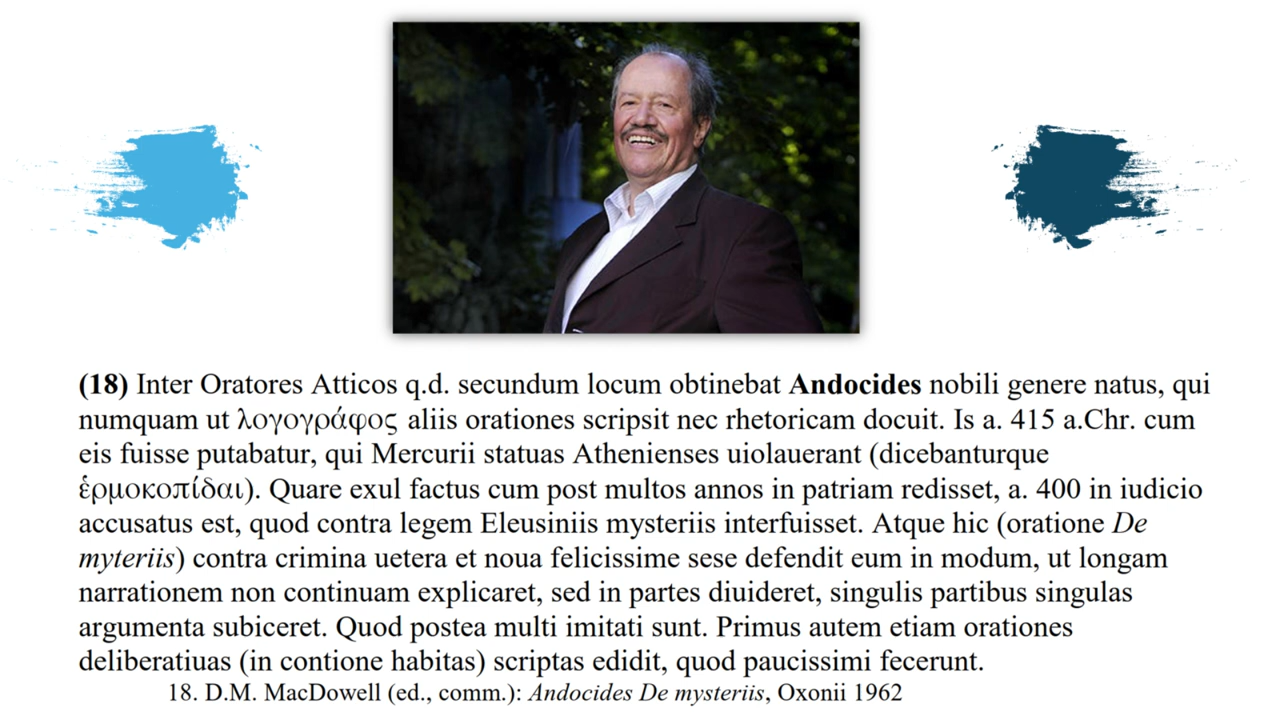 (18) Inter Oratores Atticos q.d. secundum locum obtinebat Andocides nobili genere natus, qui
numquam ut λογογράφος aliis orationes scripsit nec rhetoricam docuit. Is a. 415 a.Chr. cum
eis fuisse putabatur, qui Mercurii statuas Athenienses uiolauerant (dicebanturque
ἑρμοκοπίδαι). Quare exul factus cum post multos annos in patriam redisset, a. 400 in iudicio
accusatus est, quod contra legem Eleusiniis mysteriis interfuisset. Atque hic (oratione De
myteriis) contra crimina uetera et noua felicissime sese defendit eum in modum, ut longam
narrationem non continuam explicaret, sed in partes diuideret, singulis partibus singulas
argumenta subiceret. Quod postea multi imitati sunt. Primus autem etiam orationes
deliberatiuas (in contione habitas) scriptas edidit, quod paucissimi fecerunt.
18. D.M. MacDowell (ed., comm.): Andocides De mysteriis, Oxonii 1962